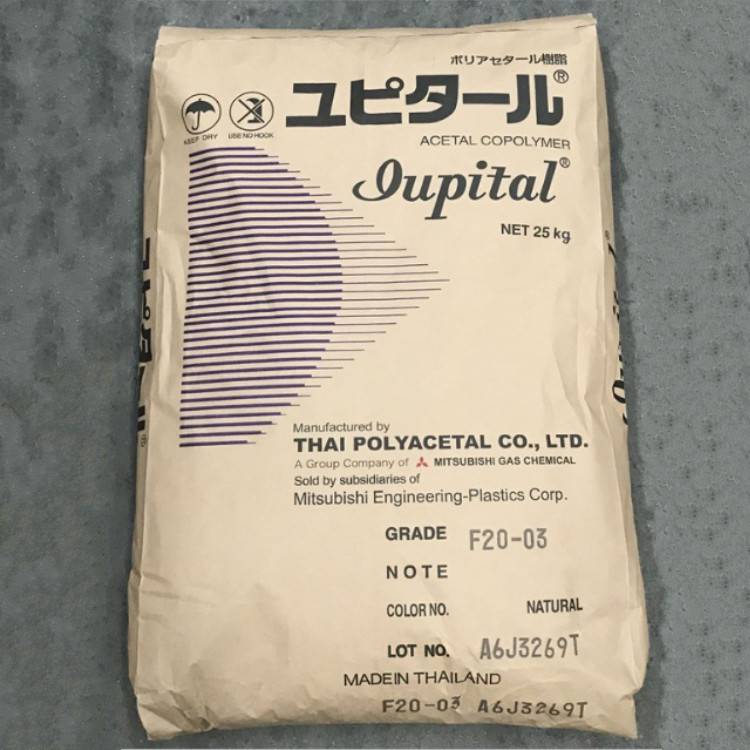 ポリアセタール樹脂
ユピタール®
KEEP DRY
USE NO HOOK
ACETAL COPOLYMER
Iupital®
NET 25 kg
Manufactured by
THAI POLYACETAL CO., LTD.
A Group Company of MITSUBISHI GAS CHEMICAL
Sold by subsidiaries of
Mitsubishi Engineering-Plastics Corp.
GRADE F20-03
NOTE
COLOR NO. NATURAL
LOT NO. A6J3269T
MADE IN THAILAND
F20-03 A6J3269T